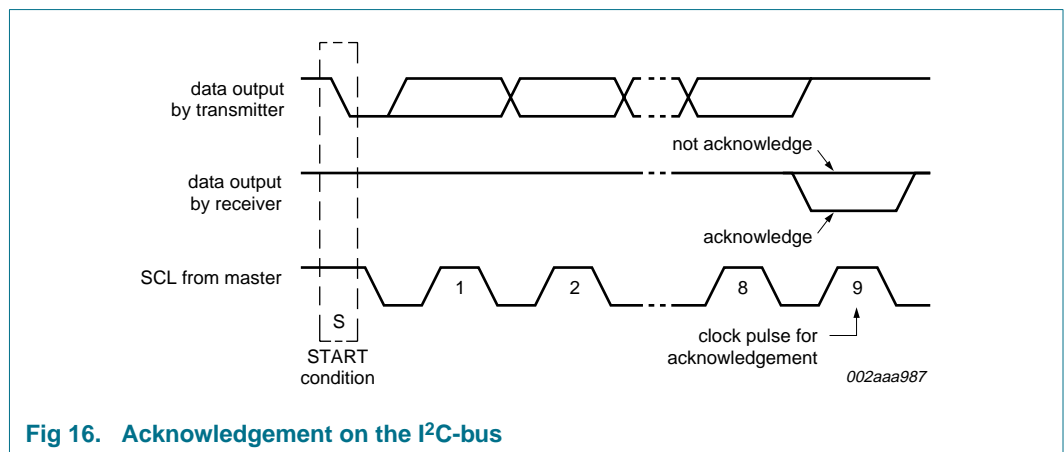 data output
by transmitter
not acknowledge
data output
by receiver
acknowledge
SCL from master
1
2
8
9
S
START
condition
clock pulse for
acknowledgement
002aaa987
Fig 16. Acknowledgement on the I²C-bus